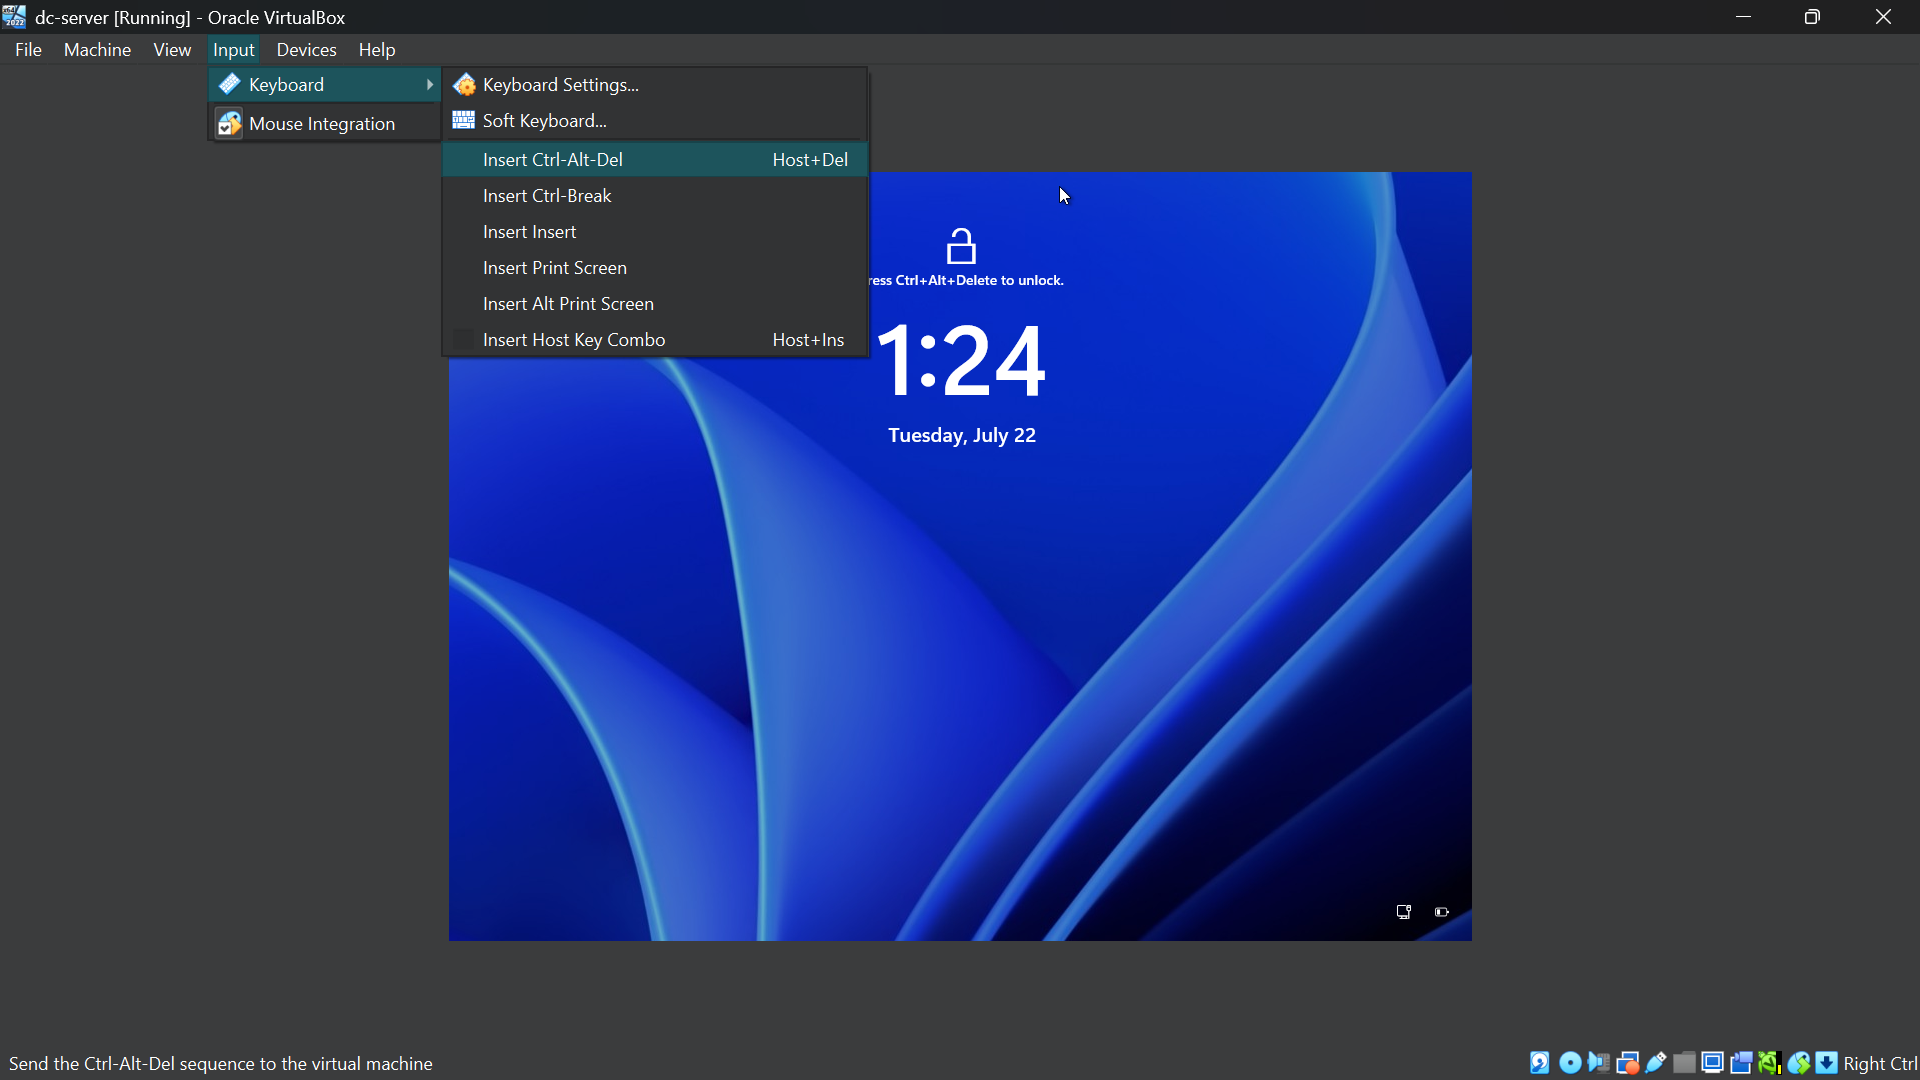 dc-server [Running] - Oracle VirtualBox
File Machine View Input Devices Help
Keyboard
Mouse Integration
Keyboard Settings...
Soft Keyboard...
Insert Ctrl-Alt-Del Host+Del
Insert Ctrl-Break
Insert Insert
Insert Print Screen
Insert Alt Print Screen
Insert Host Key Combo Host+Ins
ress Ctrl+Alt+Delete to unlock.
1:24
Tuesday, July 22
Send the Ctrl-Alt-Del sequence to the virtual machine
Right Ctrl